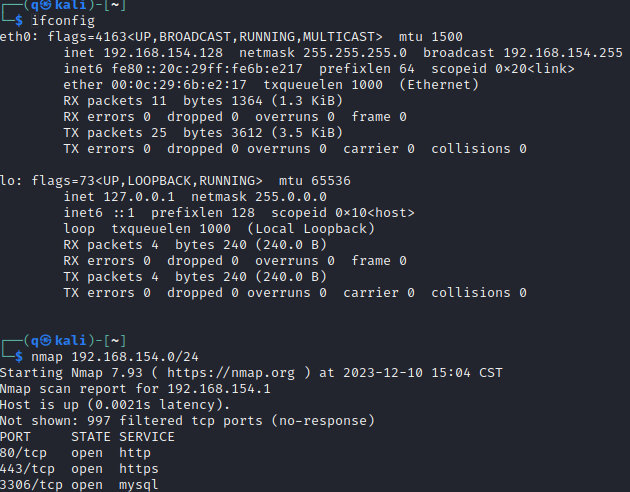 ┌──(q㉿kali)-[~]
└─$ ifconfig
eth0: flags=4163<UP,BROADCAST,RUNNING,MULTICAST>  mtu 1500
        inet 192.168.154.128  netmask 255.255.255.0  broadcast 192.168.154.255
        inet6 fe80::20c:29ff:fe6b:e217  prefixlen 64  scopeid 0×20<link>
        ether 00:0c:29:6b:e2:17  txqueuelen 1000  (Ethernet)
        RX packets 11  bytes 1364 (1.3 KiB)
        RX errors 0  dropped 0  overruns 0  frame 0
        TX packets 25  bytes 3612 (3.5 KiB)
        TX errors 0  dropped 0 overruns 0  carrier 0  collisions 0
lo: flags=73<UP,LOOPBACK,RUNNING>  mtu 65536
        inet 127.0.0.1  netmask 255.0.0.0
        inet6 ::1  prefixlen 128  scopeid 0×10<host>
        loop  txqueuelen 1000  (Local Loopback)
        RX packets 4  bytes 240 (240.0 B)
        RX errors 0  dropped 0  overruns 0  frame 0
        TX packets 4  bytes 240 (240.0 B)
        TX errors 0  dropped 0 overruns 0  carrier 0  collisions 0
┌──(q㉿kali)-[~]
└─$ nmap 192.168.154.0/24
Starting Nmap 7.93 ( https://nmap.org ) at 2023-12-10 15:04 CST
Nmap scan report for 192.168.154.1
Host is up (0.0021s latency).
Not shown: 997 filtered tcp ports (no-response)
PORT     STATE SERVICE
80/tcp   open  http
443/tcp  open  https
3306/tcp open  mysql